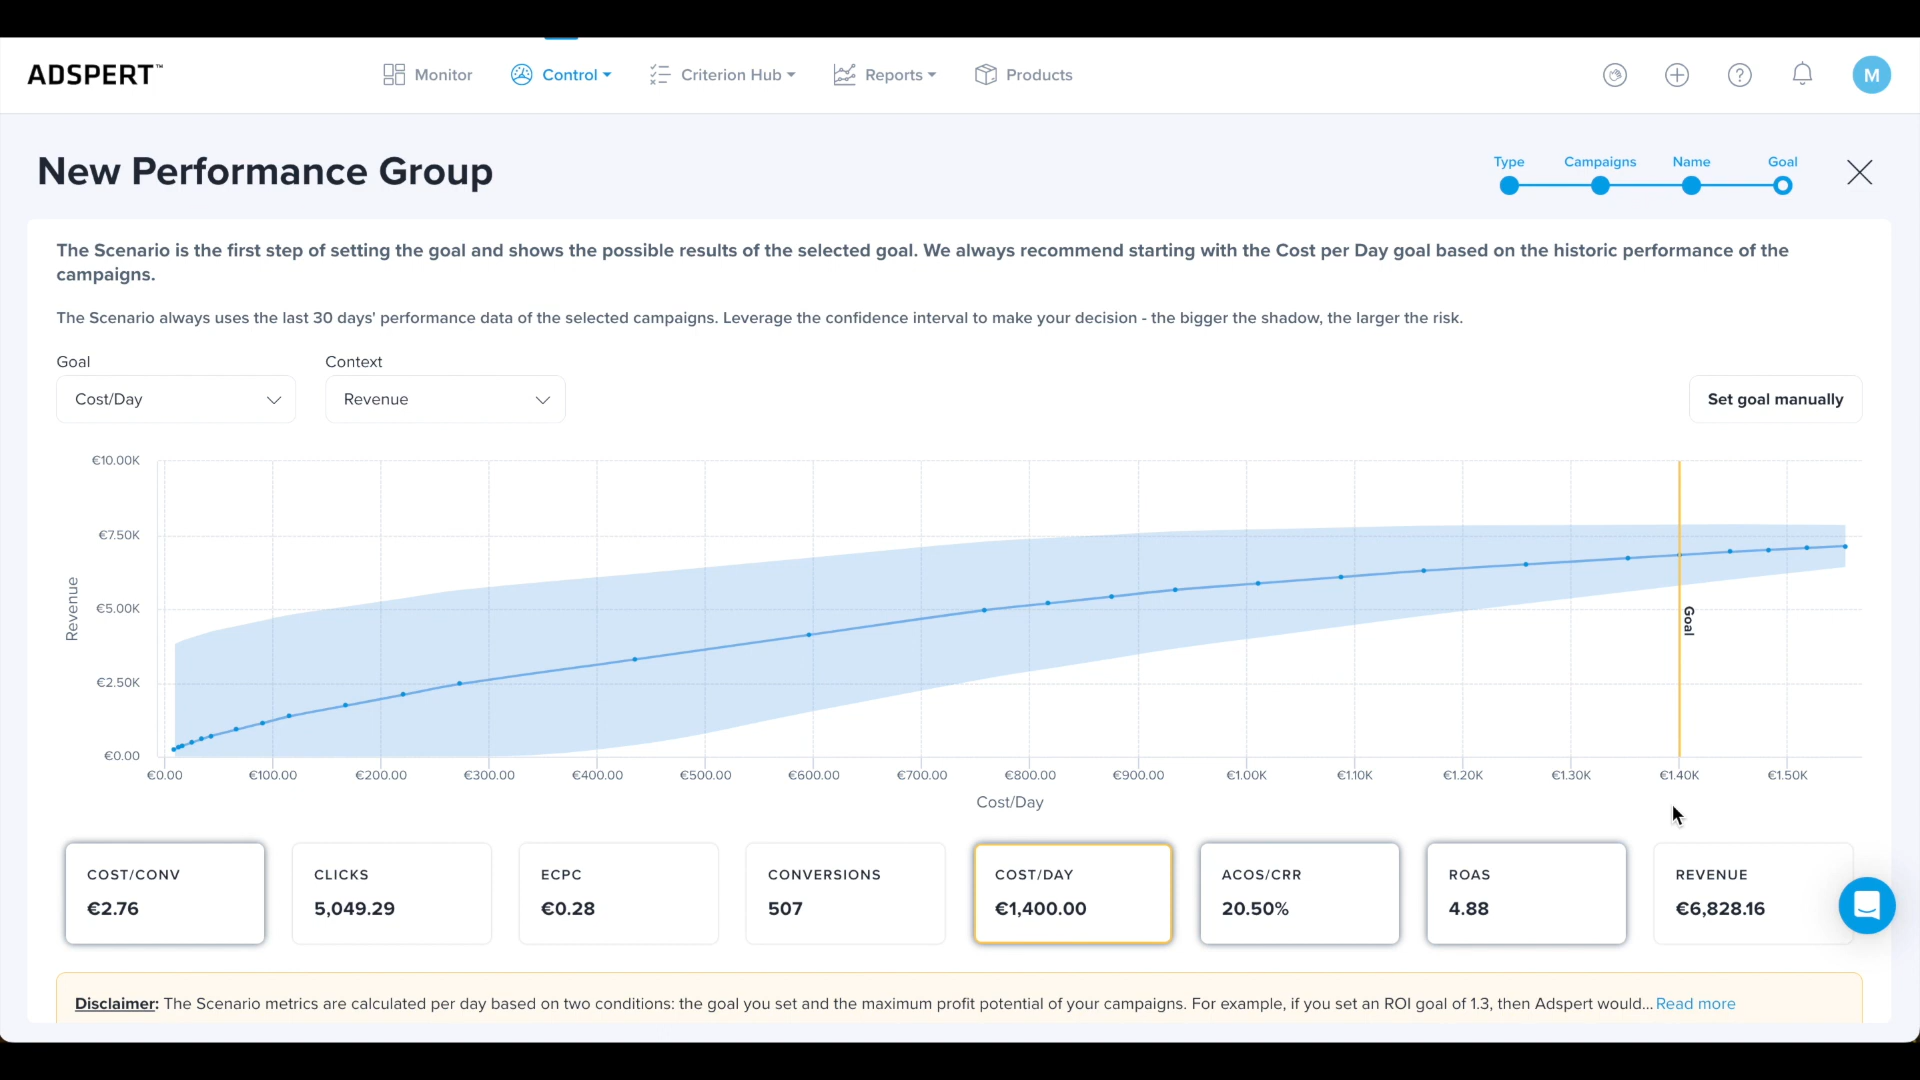 ADSPERT™
Monitor
Control
Criterion Hub
Reports
Products
M
New Performance Group
Type
Campaigns
Name
Goal
The Scenario is the first step of setting the goal and shows the possible results of the selected goal. We always recommend starting with the Cost per Day goal based on the historic performance of the
campaigns.
The Scenario always uses the last 30 days' performance data of the selected campaigns. Leverage the confidence interval to make your decision - the bigger the shadow, the larger the risk.
Goal
Context
Cost/Day
Revenue
Set goal manually
€10.00K
€7.50K
€5.00K
€2.50K
€0.00
Revenue
Goal
€0.00
€100.00
€200.00
€300.00
€400.00
€500.00
€600.00
€700.00
€800.00
€900.00
€1.00K
€1.10K
€1.20K
€1.30K
€1.40K
€1.50K
Cost/Day
COST/CONV
€2.76
CLICKS
5,049.29
ECPC
€0.28
CONVERSIONS
507
COST/DAY
€1,400.00
ACOS/CRR
20.50%
ROAS
4.88
REVENUE
€6,828.16
Disclaimer: The Scenario metrics are calculated per day based on two conditions: the goal you set and the maximum profit potential of your campaigns. For example, if you set an ROI goal of 1.3, then Adspert would... Read more